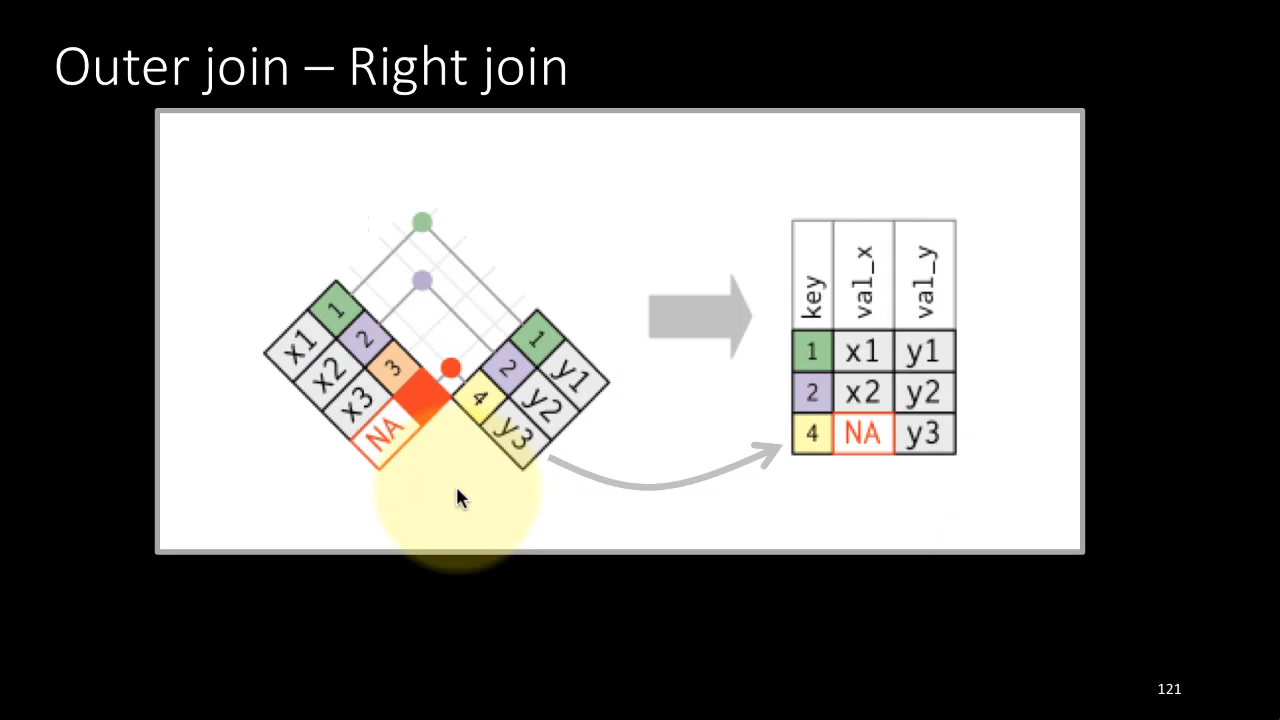 Outer join – Right join
x1 1
x2 2
x3 3
NA
1 y1
2 y2
4 y3
key val_x val_y
1 x1 y1
2 x2 y2
4 NA y3
121